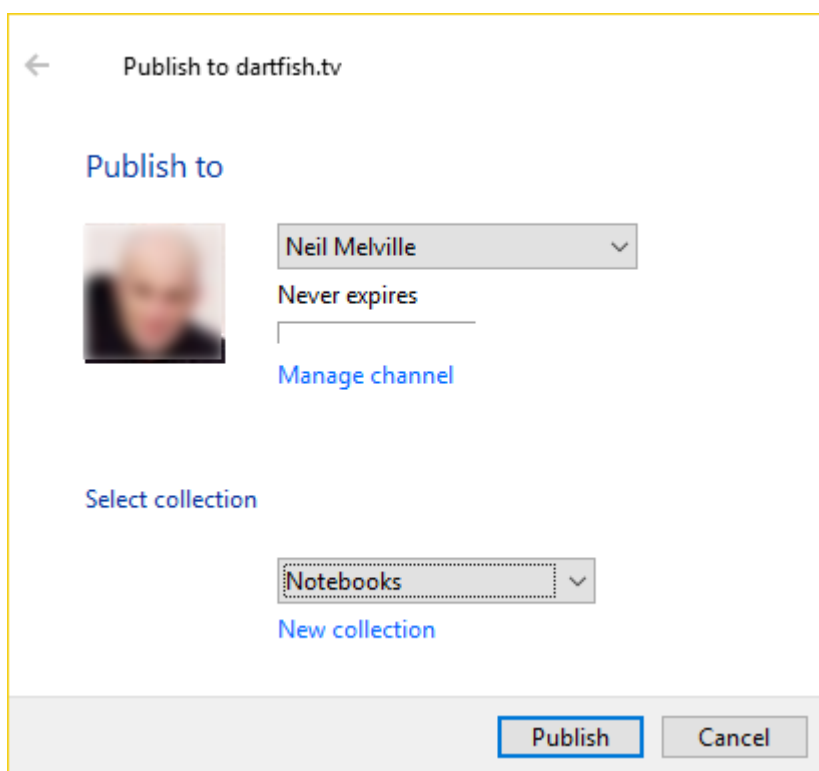 Publish to dartfish.tv
Publish to
Neil Melville
Never expires
Manage channel
Select collection
Notebooks
New collection
Publish Cancel